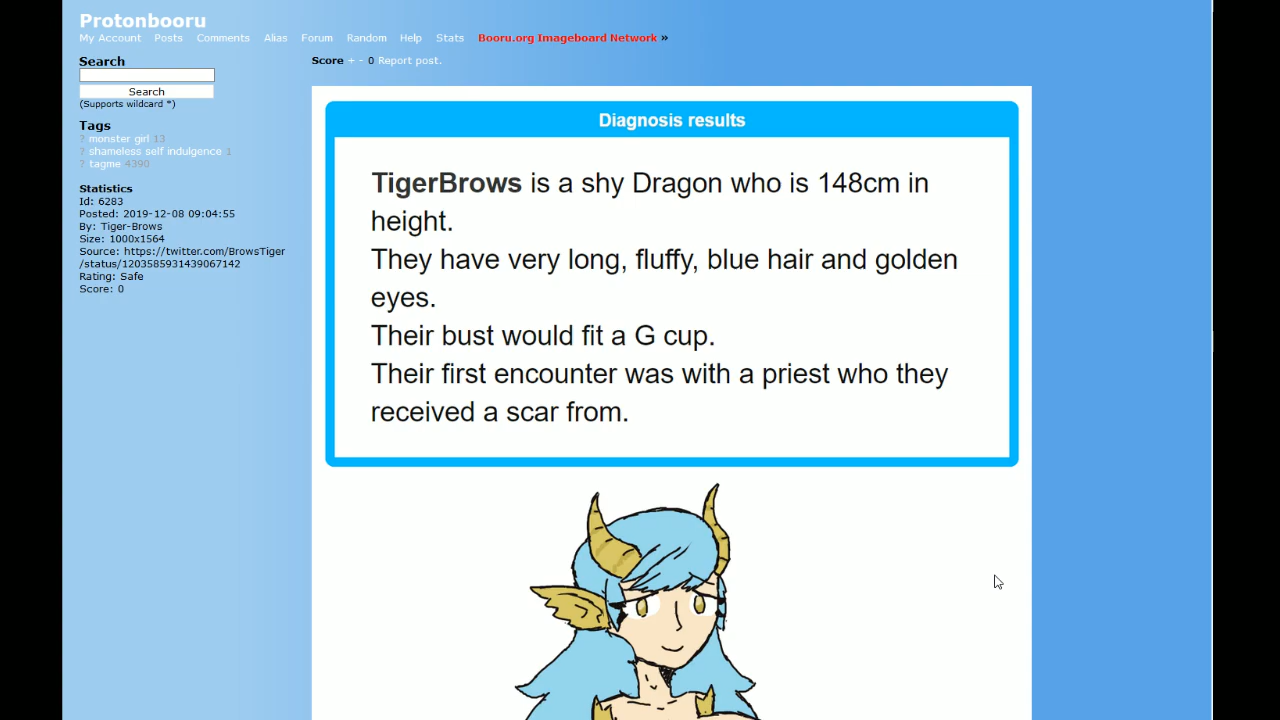 Protonbooru
My Account Posts Comments Alias Forum Random Help Stats Booru.org Imageboard Network »
Search
Search
(Supports wildcard *)
Tags
? monster girl 13
? shameless self indulgence 1
? tagme 4390
Statistics
Id: 6283
Posted: 2019-12-08 09:04:55
By: Tiger-Brows
Size: 1000x1564
Source: https://twitter.com/BrowsTiger
/status/1203585931439067142
Rating: Safe
Score: 0
Score + - 0 Report post.
Diagnosis results
TigerBrows is a shy Dragon who is 148cm in
height.
They have very long, fluffy, blue hair and golden
eyes.
Their bust would fit a G cup.
Their first encounter was with a priest who they
received a scar from.